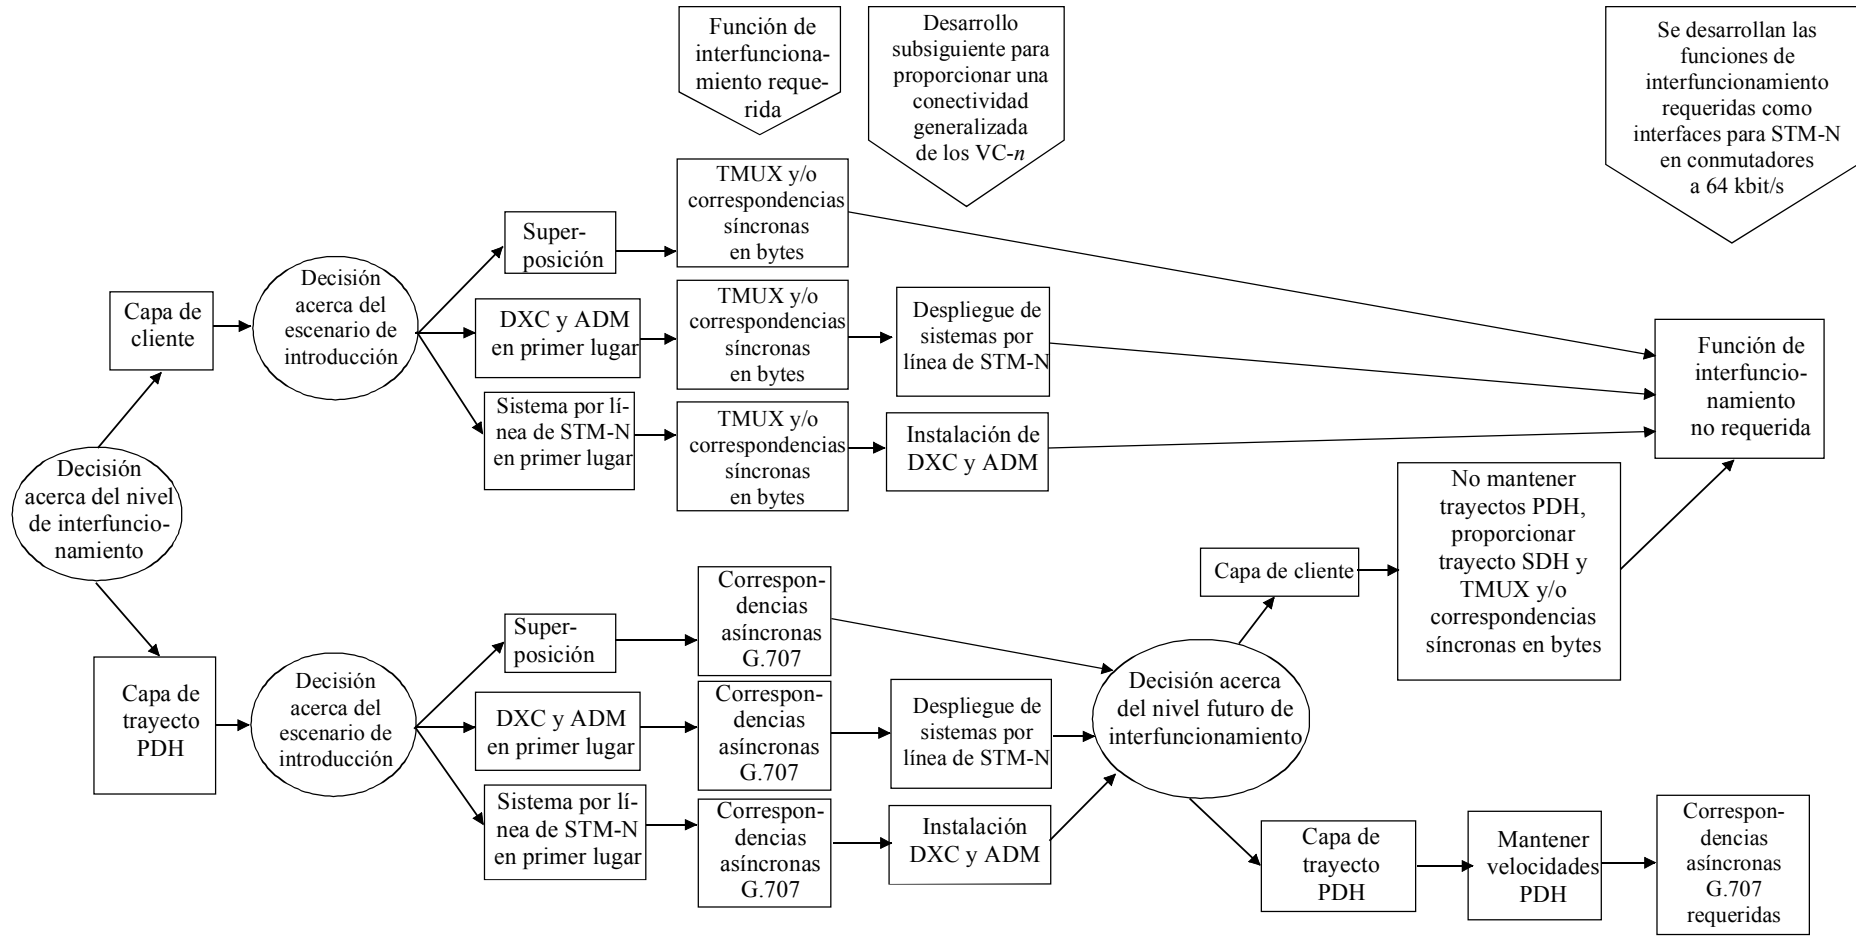 Función de
interfunciona-
miento reque-
rida
Desarrollo
subsiguiente para
proporcionar una
conectividad
generalizada
de los VC-n
Se desarrollan las
funciones de
interfuncionamiento
requeridas como
interfaces para STM-N
en conmutadores
a 64 kbit/s
Decisión
acerca del nivel
de interfuncio-
namiento
Capa de
cliente
Decisión
acerca del
escenario de
introducción
Super-
posición
TMUX y/o
correspondencias
síncronas
en bytes
DXC y ADM
en primer lugar
TMUX y/o
correspondencias
síncronas
en bytes
Despliegue de
sistemas por
línea de STM-N
Sistema por lí-
nea de STM-N
en primer lugar
TMUX y/o
correspondencias
síncronas
en bytes
Instalación de
DXC y ADM
Función de
interfuncio-
namiento
no requerida
Capa de
trayecto
PDH
Decisión
acerca del
escenario de
introducción
Super-
posición
Correspon-
dencias
asíncronas
G.707
DXC y ADM
en primer lugar
Correspon-
dencias
asíncronas
G.707
Despliegue de
sistemas por
línea de STM-N
Sistema por lí-
nea de STM-N
en primer lugar
Correspon-
dencias
asíncronas
G.707
Instalación
DXC y ADM
Decisión acerca
del nivel futuro de
interfuncionamiento
Capa de cliente
No mantener
trayectos PDH,
proporcionar
trayecto SDH y
TMUX y/o
correspondencias
síncronas en bytes
Capa de
trayecto
PDH
Mantener
velocidades
PDH
Correspon-
dencias
asíncronas
G.707
requeridas